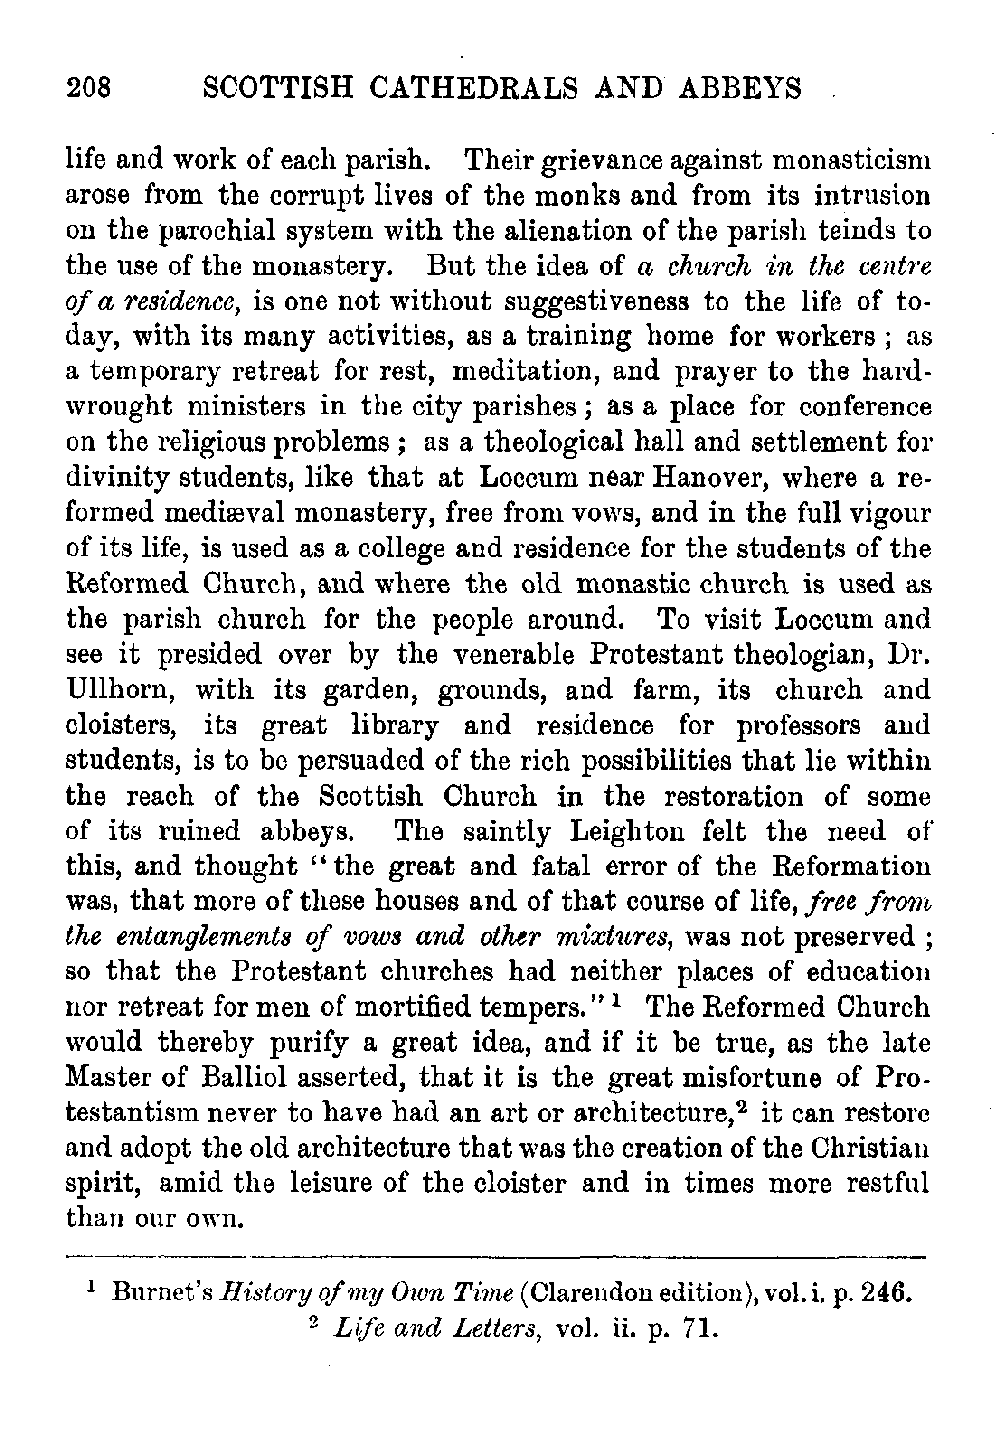 208 SCOTTISH CATHEDRALS AND ABBEYS
life and work of each parish. Their grievance against monasticism
arose from the corrupt lives of the monks and from its intrusion
on the parochial system with the alienation of the parish teinds to
the use of the monastery. But the idea of a church in the centre
of a residence, is one not without suggestiveness to the life of to-
day, with its many activities, as a training home for workers ; as
a temporary retreat for rest, meditation, and prayer to the hard-
wrought ministers in the city parishes ; as a place for conference
on the religious problems ; as a theological hall and settlement for
divinity students, like that at Loccum near Hanover, where a re-
formed mediæval monastery, free from vows, and in the full vigour
of its life, is used as a college and residence for the students of the
Reformed Church, and where the old monastic church is used as
the parish church for the people around. To visit Loccum and
see it presided over by the venerable Protestant theologian, Dr.
Ullhorn, with its garden, grounds, and farm, its church and
cloisters, its great library and residence for professors and
students, is to be persuaded of the rich possibilities that lie within
the reach of the Scottish Church in the restoration of some
of its ruined abbeys. The saintly Leighton felt the need of
this, and thought "the great and fatal error of the Reformation
was, that more of these houses and of that course of life, free from
the entanglements of vows and other mixtures, was not preserved ;
so that the Protestant churches had neither places of education
nor retreat for men of mortified tempers." ¹ The Reformed Church
would thereby purify a great idea, and if it be true, as the late
Master of Balliol asserted, that it is the great misfortune of Pro-
testantism never to have had an art or architecture,² it can restore
and adopt the old architecture that was the creation of the Christian
spirit, amid the leisure of the cloister and in times more restful
than our own.
¹ Burnet's History of my Own Time (Clarendon edition), vol. i. p. 246.
² Life and Letters, vol. ii. p. 71.